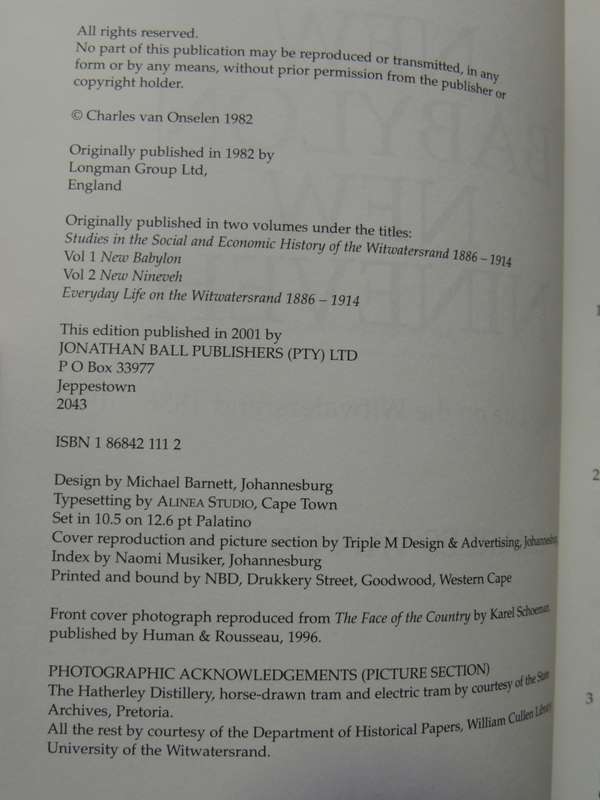 All rights reserved.
No part of this publication may be reproduced or transmitted, in any
form or by any means, without prior permission from the publisher or
copyright holder.
© Charles van Onselen 1982
Originally published in 1982 by
Longman Group Ltd,
England
Originally published in two volumes under the titles:
Studies in the Social and Economic History of the Witwatersrand 1886 – 1914
Vol 1 New Babylon
Vol 2 New Nineveh
Everyday Life on the Witwatersrand 1886 – 1914
This edition published in 2001 by
JONATHAN BALL PUBLISHERS (PTY) LTD
P O Box 33977
Jeppestown
2043
ISBN 1 86842 111 2
Design by Michael Barnett, Johannesburg
Typesetting by ALINEA STUDIO, Cape Town
Set in 10.5 on 12.6 pt Palatino
Cover reproduction and picture section by Triple M Design & Advertising, Johannesburg
Index by Naomi Musiker, Johannesburg
Printed and bound by NBD, Drukkery Street, Goodwood, Western Cape
Front cover photograph reproduced from The Face of the Country by Karel Schoeman,
published by Human & Rousseau, 1996.
PHOTOGRAPHIC ACKNOWLEDGEMENTS (PICTURE SECTION)
The Hatherley Distillery, horse-drawn tram and electric tram by courtesy of the State
Archives, Pretoria.
All the rest by courtesy of the Department of Historical Papers, William Cullen Library,
University of the Witwatersrand.
1
2
3